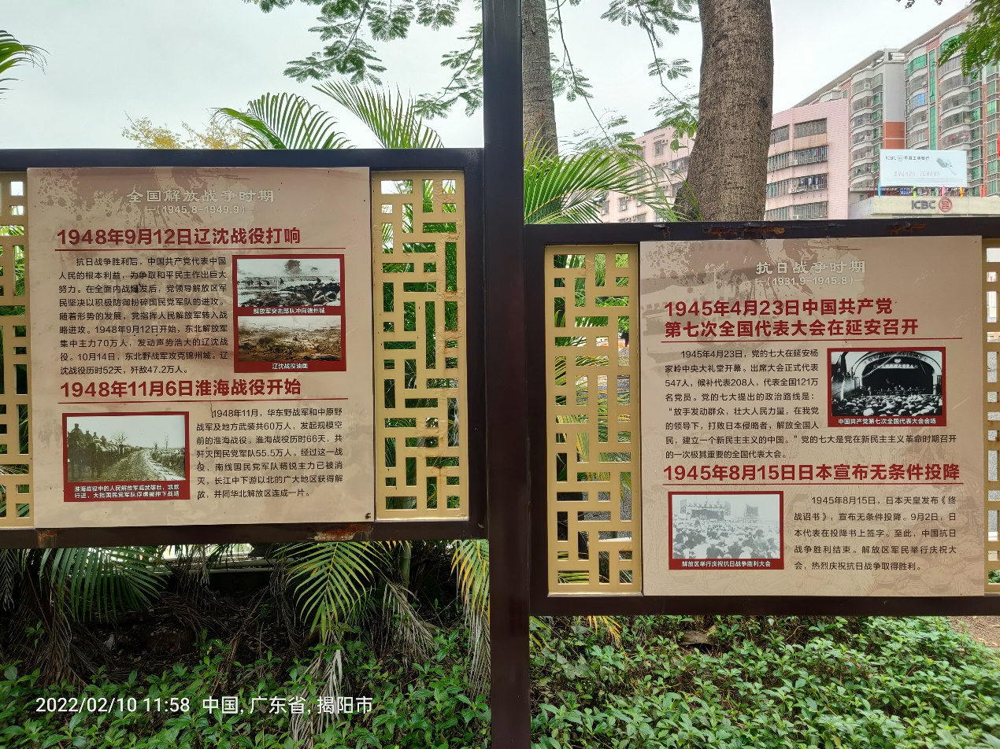 全国解放战争时期
—(1945.8-1949.9)
1948年9月12日辽沈战役打响
抗日战争胜利后，中国共产党代表中国
人民的根本利益，为争取和平民主作出巨大
努力。在全面内战爆发后，党领导解放区军
民坚决以积极防御粉碎国民党军队的进攻。
随着形势的发展，党指挥人民解放军转入战
略进攻。1948年9月12日开始，东北解放军
集中主力70万人，发动声势浩大的辽沈战
役。10月14日，东北野战军攻克锦州城。辽
沈战役历时52天，歼敌47.2万人。
解放军突击部队冲向锦州城
辽沈战役油画
1948年11月6日淮海战役开始
淮海战役中的人民解放军威武雄壮，凯歌
行进，大批国民党军队俘虏被押下战场
1948年11月，华东野战军和中原野
战军及地方武装共60万人，发起规模空
前的淮海战役。淮海战役历时66天，共
歼灭国民党军队55.5万人。经过这一战
役，南线国民党军队精锐主力已被消
灭，长江中下游以北的广大地区获得解
放，并同华北解放区连成一片。
抗日战争时期
—(1931.9-1945.8)—
1945年4月23日中国共产党
第七次全国代表大会在延安召开
1945年4月23日，党的七大在延安杨
家岭中央大礼堂开幕。出席大会正式代表
547人，候补代表208人，代表全国121万
名党员。党的七大提出的政治路线是：
“放手发动群众，壮大人民力量，在我党
的领导下，打败日本侵略者，解放全国人
民，建立一个新民主主义的中国。”党的七大是党在新民主主义革命时期召开
的一次极其重要的全国代表大会。
中国共产党第七次全国代表大会会场
1945年8月15日日本宣布无条件投降
解放区举行庆祝抗日战争胜利大会
1945年8月15日，日本天皇发布《终
战诏书》，宣布无条件投降。9月2日，日
本代表在投降书上签字。至此，中国抗日
战争胜利结束。解放区军民举行庆祝大
会，热烈庆祝抗日战争取得胜利。
ICBC 中国工商银行
ICBC
2022/02/10 11:58 中国, 广东省, 揭阳市